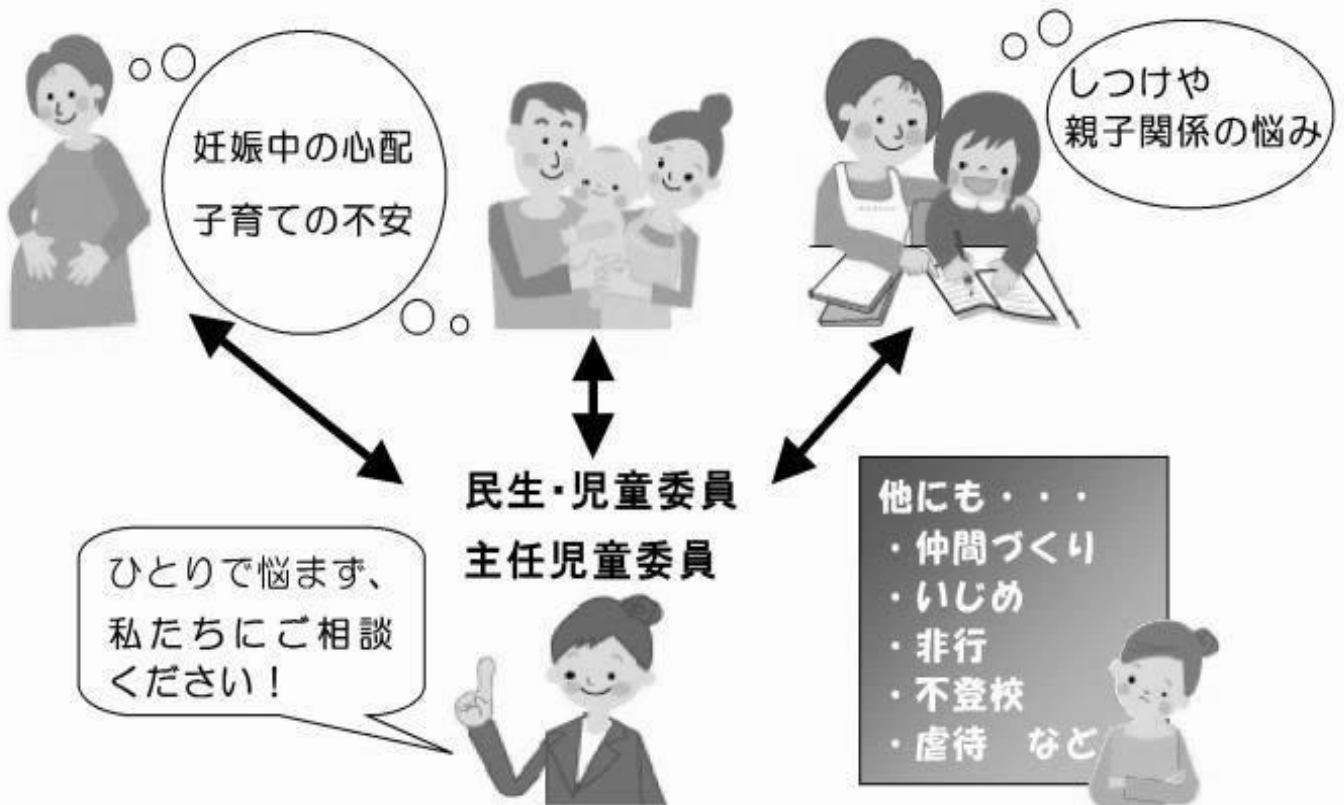 妊娠中の心配
子育ての不安
しつけや
親子関係の悩み
民生・児童委員
主任児童委員
ひとりで悩まず、
私たちにご相談
ください！
他にも・・・
・仲間づくり
・いじめ
・非行
・不登校
・虐待　など